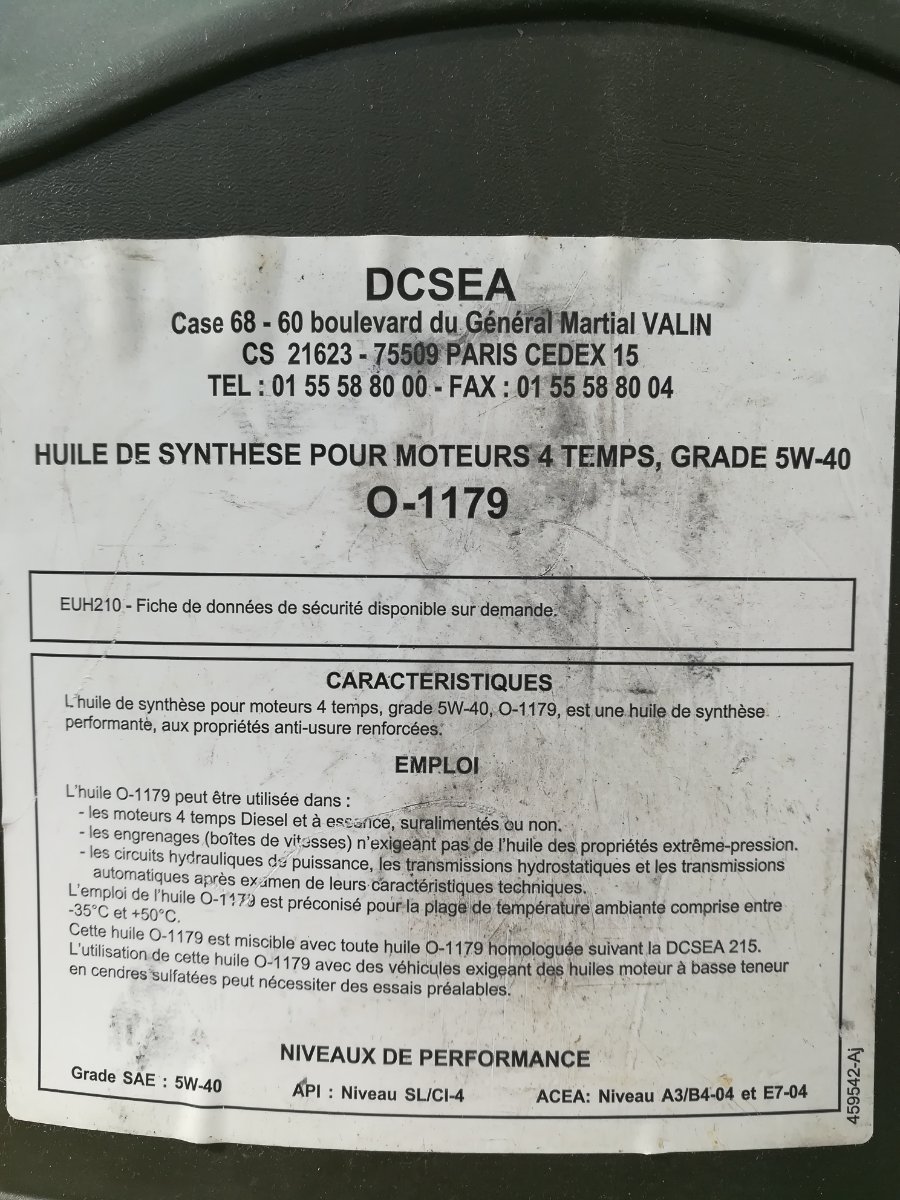 DCSEA
Case 68 - 60 boulevard du Général Martial VALIN
CS 21623 - 75509 PARIS CEDEX 15
TEL : 01 55 58 80 00 - FAX : 01 55 58 80 04
HUILE DE SYNTHESE POUR MOTEURS 4 TEMPS, GRADE 5W-40
O-1179
EUH210 - Fiche de données de sécurité disponible sur demande.
CARACTERISTIQUES
L'huile de synthèse pour moteurs 4 temps, grade 5W-40, O-1179, est une huile de synthèse
performante, aux propriétés anti-usure renforcées.
EMPLOI
L'huile O-1179 peut être utilisée dans :
- les moteurs 4 temps Diesel et à essence, suralimentés ou non.
- les engrenages (boîtes de vitesses) n'exigeant pas de l'huile des propriétés extrême-pression.
- les circuits hydrauliques de puissance, les transmissions hydrostatiques et les transmissions
automatiques après examen de leurs caractéristiques techniques.
L'emploi de l'huile O-1179 est préconisé pour la plage de température ambiante comprise entre
-35°C et +50°C.
Cette huile O-1179 est miscible avec toute huile O-1179 homologuée suivant la DCSEA 215.
L'utilisation de cette huile O-1179 avec des véhicules exigeant des huiles moteur à basse teneur
en cendres sulfatées peut nécessiter des essais préalables.
NIVEAUX DE PERFORMANCE
Grade SAE : 5W-40 API : Niveau SL/CI-4 ACEA: Niveau A3/B4-04 et E7-04
459542-Aj